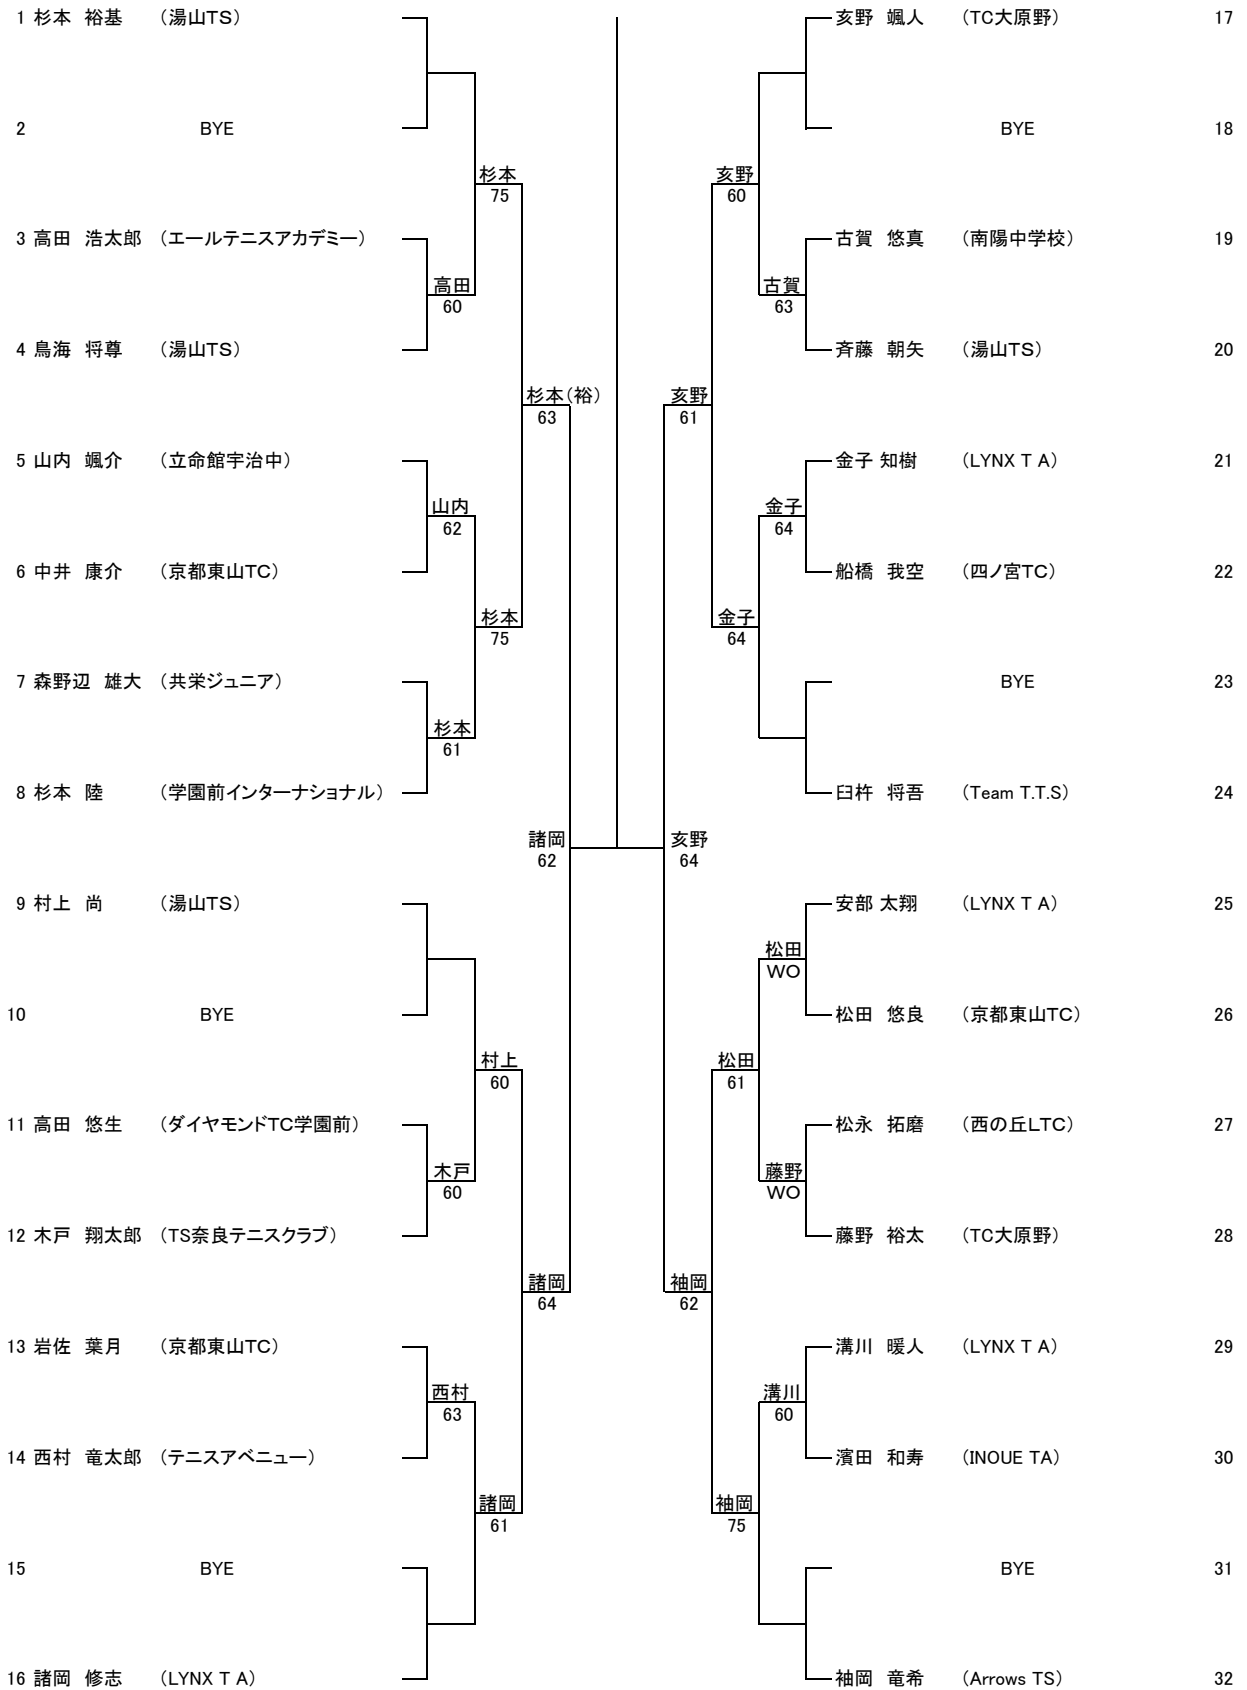 1 杉本　裕基 （湯山TS）
2 BYE
杉本
75
3 高田　浩太郎 （エールテニスアカデミー）
高田
60
4 鳥海　将尊 （湯山TS）
杉本（裕）
63
5 山内　颯介 （立命館宇治中）
山内
62
6 中井　康介 （京都東山TC）
杉本
75
7 森野辺　雄大 （共栄ジュニア）
杉本
61
8 杉本　陸 （学園前インターナショナル）
諸岡
62
9 村上　尚 （湯山TS）
10 BYE
村上
60
11 高田　悠生 （ダイヤモンドTC学園前）
木戸
60
12 木戸　翔太郎 （TS奈良テニスクラブ）
諸岡
64
13 岩佐　葉月 （京都東山TC）
西村
63
14 西村　竜太郎 （テニスアベニュー）
諸岡
61
15 BYE
16 諸岡　修志 （LYNX T A）
亥野　颯人 （TC大原野） 17
BYE 18
亥野
60
古賀　悠真 （南陽中学校） 19
古賀
63
斉藤　朝矢 （湯山TS） 20
亥野
61
金子 知樹 （LYNX T A） 21
金子
64
船橋　我空 （四ノ宮TC） 22
金子
64
BYE 23
臼杵　将吾 （Team T.T.S） 24
亥野
64
安部 太翔 （LYNX T A） 25
松田
WO
松田　悠良 （京都東山TC） 26
松田
61
松永　拓磨 （西の丘LTC） 27
藤野
WO
藤野　裕太 （TC大原野） 28
袖岡
62
溝川　暖人 （LYNX T A） 29
溝川
60
濱田　和寿 （INOUE TA） 30
袖岡
75
BYE 31
袖岡　竜希 （Arrows TS） 32